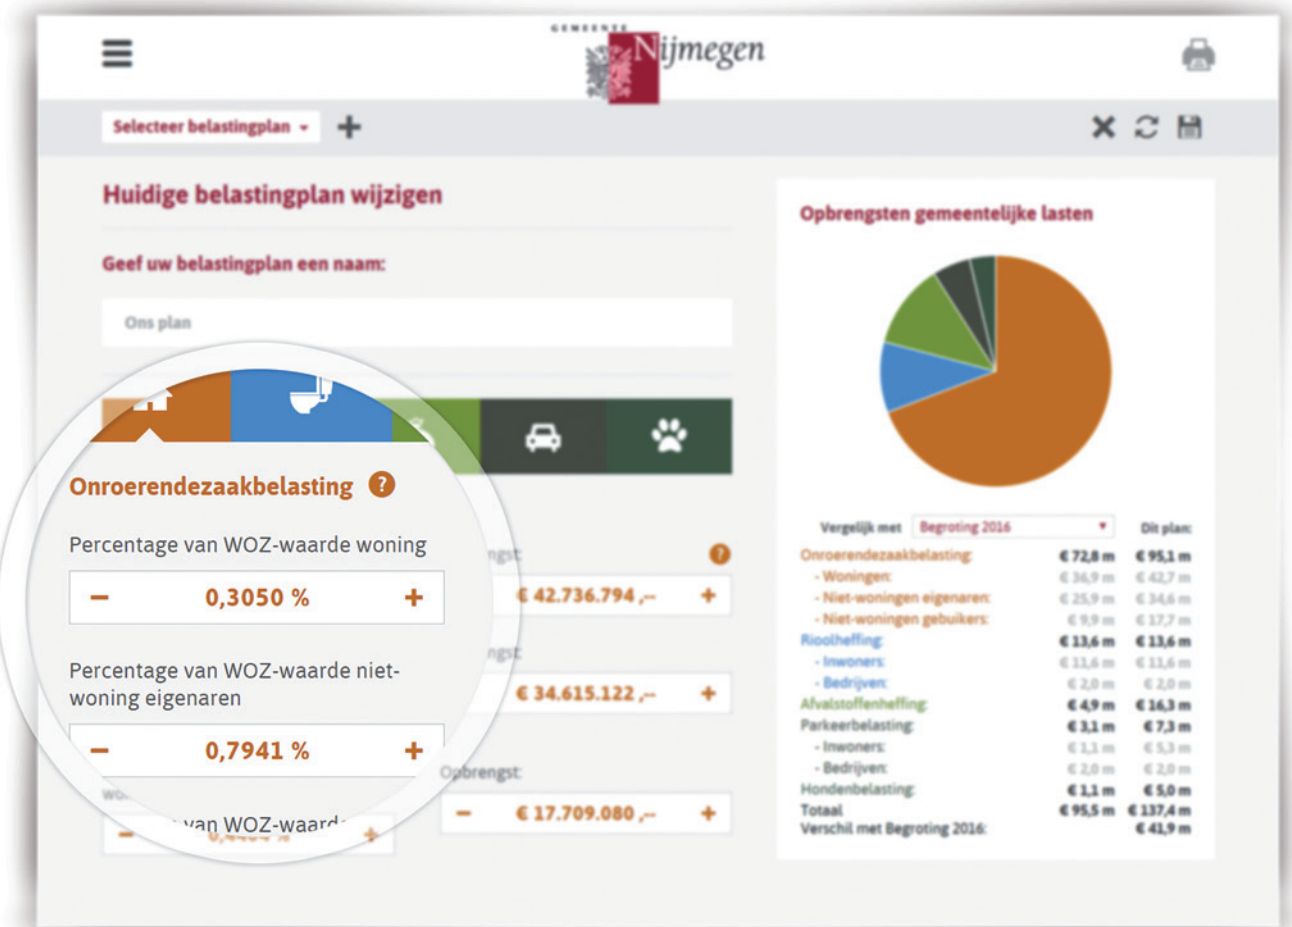 GEMEENTE
Nijmegen
Selecteer belastingplan
Huidige belastingplan wijzigen
Geef uw belastingplan een naam:
Ons plan
Onroerendezaakbelasting ?
Percentage van WOZ-waarde woning
− 0,3050 % +
Percentage van WOZ-waarde niet-
woning eigenaren
− 0,7941 % +
van WOZ-waarde
ngst:
?
€ 42.736.794 ,-- +
ngst:
€ 34.615.122 ,-- +
Opbrengst:
− € 17.709.080 ,-- +
Opbrengsten gemeentelijke lasten
Vergelijk met Begroting 2016 Dit plan:
Onroerendezaakbelasting: € 72,8 m € 95,1 m
- Woningen: € 36,9 m € 42,7 m
- Niet-woningen eigenaren: € 25,9 m € 34,6 m
- Niet-woningen gebuikers: € 9,9 m € 17,7 m
Rioolheffing: € 13,6 m € 13,6 m
- Inwoners: € 11,6 m € 11,6 m
- Bedrijven: € 2,0 m € 2,0 m
Afvalstoffenheffing: € 4,9 m € 16,3 m
Parkeerbelasting: € 3,1 m € 7,3 m
- Inwoners: € 1,1 m € 5,3 m
- Bedrijven: € 2,0 m € 2,0 m
Hondenbelasting: € 1,1 m € 5,0 m
Totaal € 95,5 m € 137,4 m
Verschil met Begroting 2016: € 41,9 m